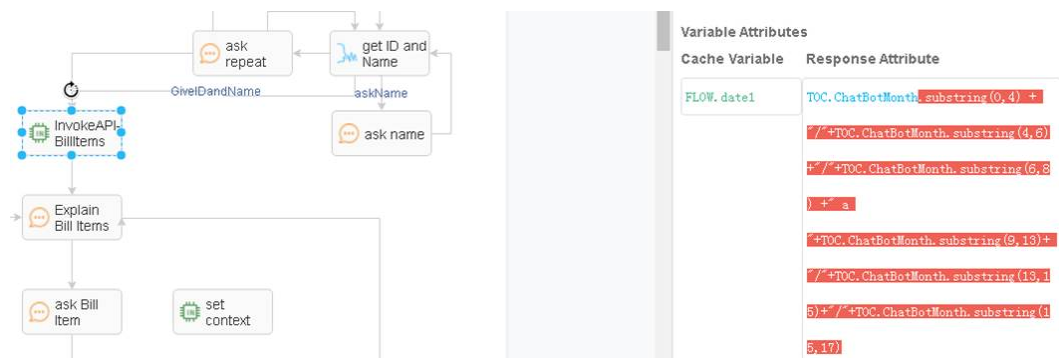 ask
repeat
get ID and
Name
GiveIDandName
askName
InvokeAPI-
BillItems
ask name
Explain
Bill Items
ask Bill
Item
set
context
Variable Attributes
Cache Variable
Response Attribute
FLOW.date1
TOC.ChatBotMonth.substring(0,4) +
"/"+TOC.ChatBotMonth.substring(4,6)
+"/"+TOC.ChatBotMonth.substring(6,8
) +" a
"+TOC.ChatBotMonth.substring(9,13)+
"/"+TOC.ChatBotMonth.substring(13,1
5)+"/"+TOC.ChatBotMonth.substring(1
5,17)